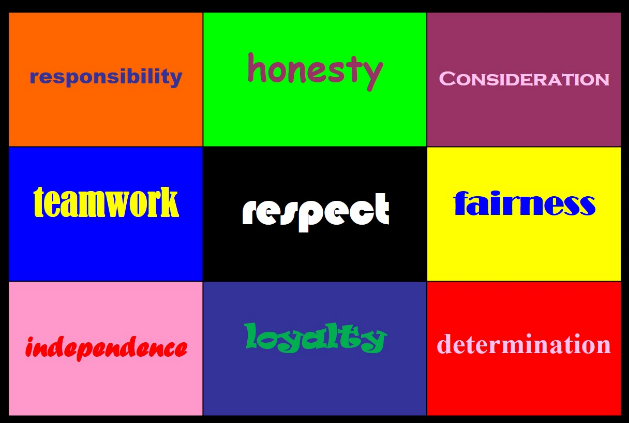 responsibility
honesty
CONSIDERATION
teamwork
respect
fairness
independence
loyalty
determination